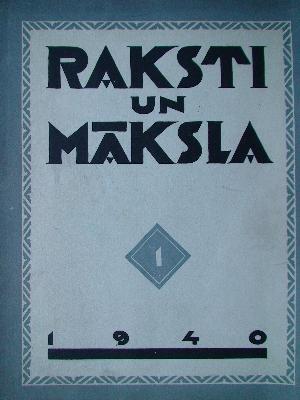 RAKSTI
UN
MĀKSLA
1
1940